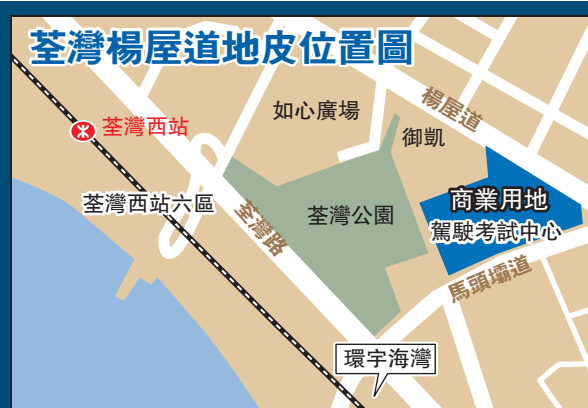 荃灣楊屋道地皮位置圖
荃灣西站
如心廣場
楊屋道
御凱
荃灣西站六區
荃灣路
荃灣公園
商業用地
駕駛考試中心
馬頭壩道
環宇海灣